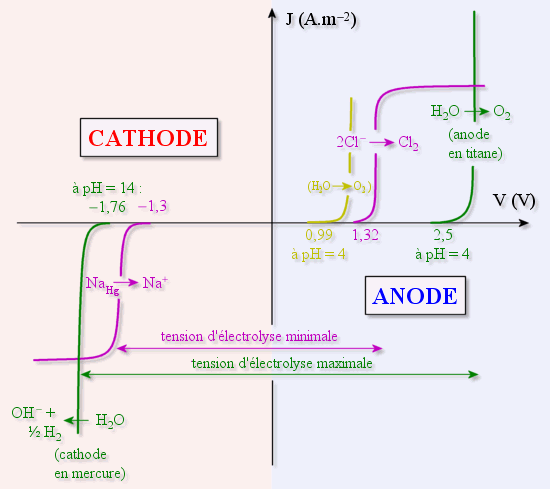 J (A.m⁻²)
CATHODE
H₂O → O₂
(anode
en titane)
2Cl⁻ → Cl₂
à pH = 14 :
−1,76 −1,3
(H₂O → O₂)
V (V)
0,99 1,32 2,5
à pH = 4 à pH = 4
Na_Hg → Na⁺
ANODE
tension d'électrolyse minimale
tension d'électrolyse maximale
OH⁻ + ← H₂O
½H₂
(cathode
en mercure)